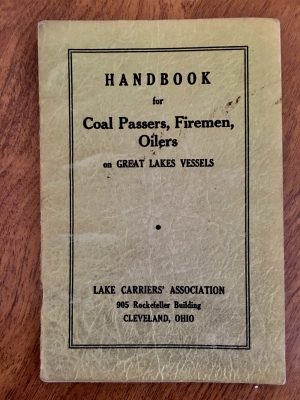 HANDBOOK
for
Coal Passers, Firemen,
Oilers
on GREAT LAKES VESSELS
LAKE CARRIERS' ASSOCIATION
905 Rockefeller Building
CLEVELAND, OHIO